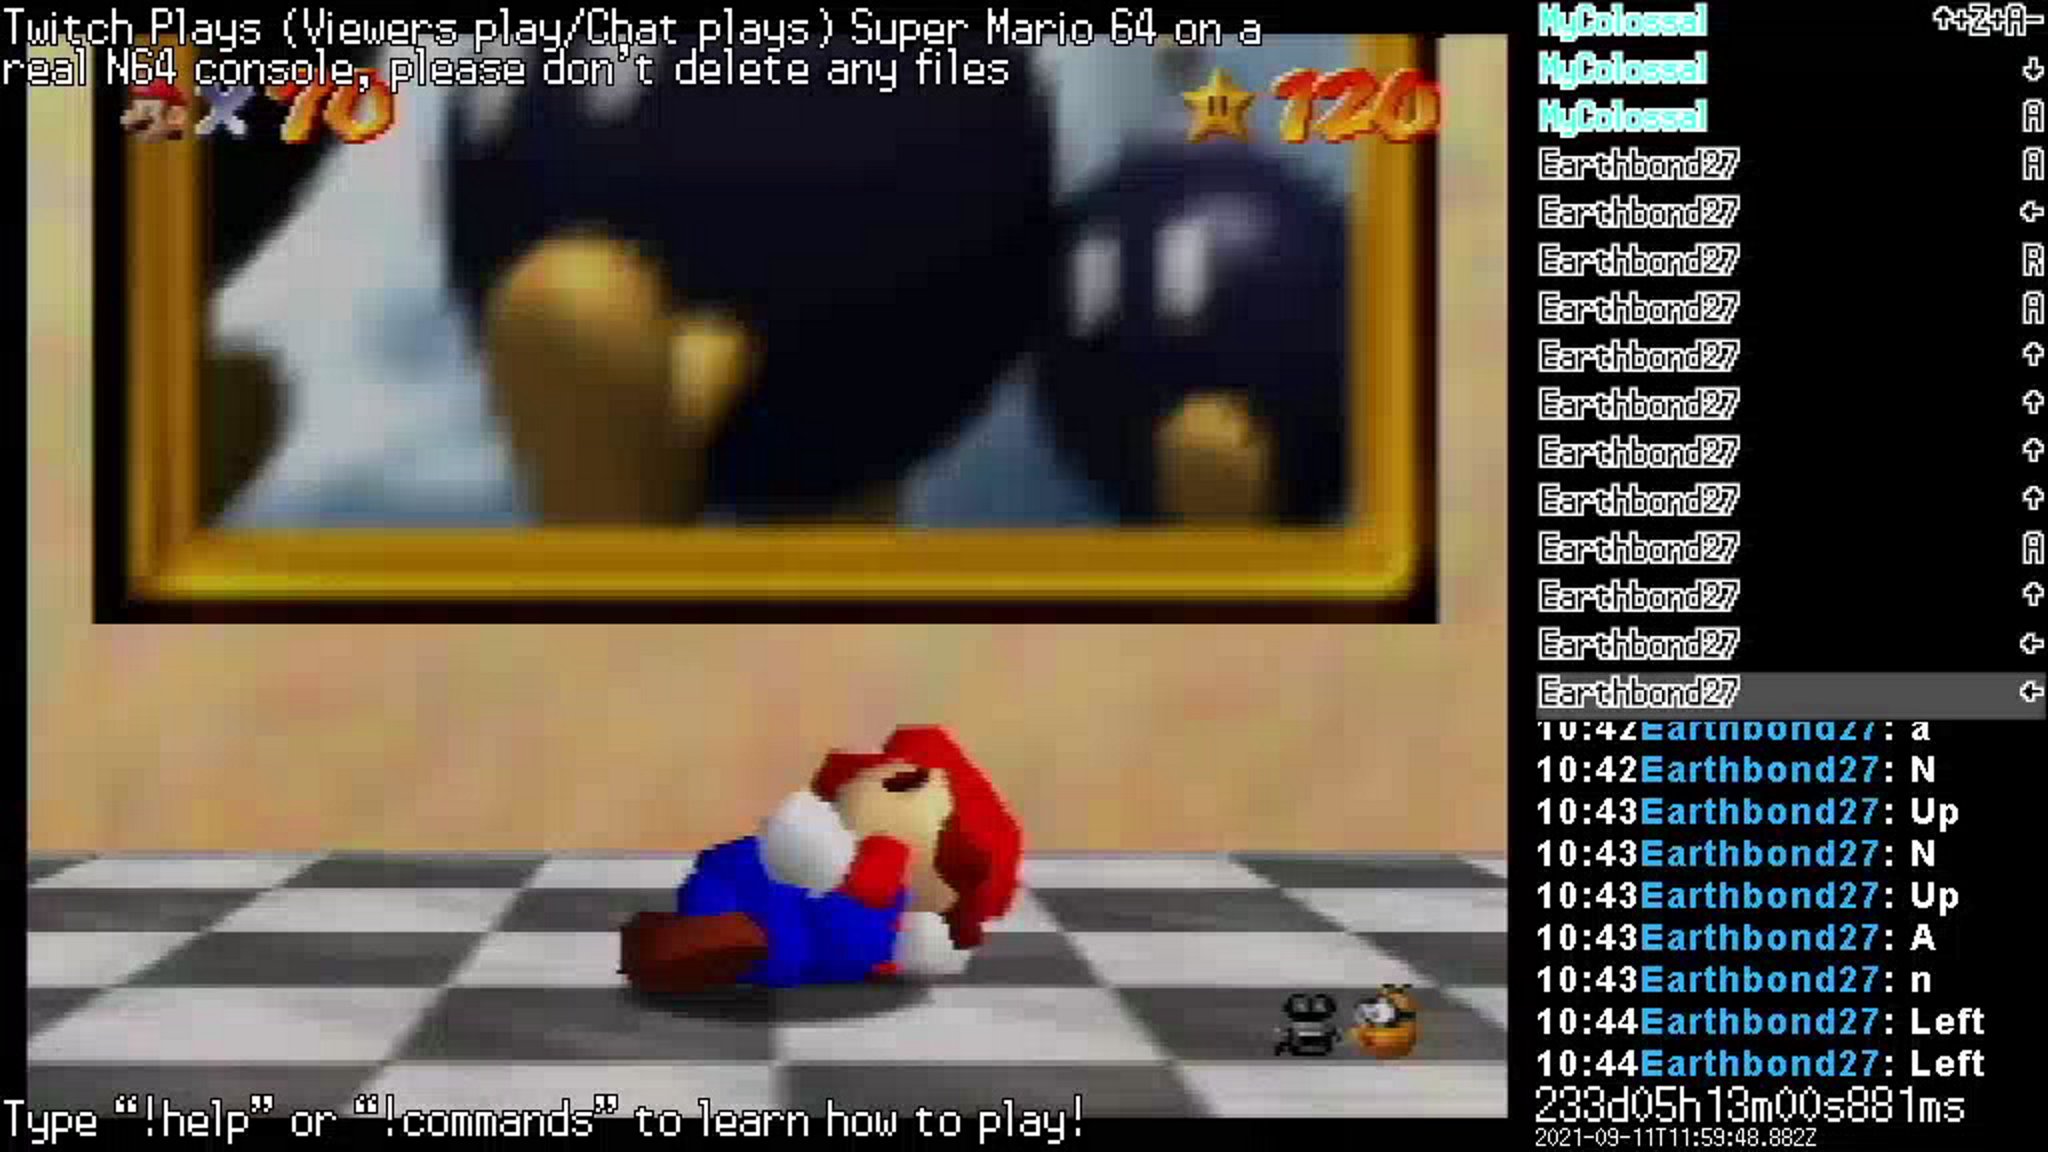 Twitch Plays (Viewers play/Chat plays) Super Mario 64 on a
real N64 console, please don't delete any files
x 70
120
MyColossal ↑+Z+A-
MyColossal ↓
MyColossal A
Earthbond27 A
Earthbond27 ←
Earthbond27 R
Earthbond27 A
Earthbond27 ↑
Earthbond27 ↑
Earthbond27 ↑
Earthbond27 ↑
Earthbond27 A
Earthbond27 ↑
Earthbond27 ←
Earthbond27 ←
10:42Earthbond27: a
10:42Earthbond27: N
10:43Earthbond27: Up
10:43Earthbond27: N
10:43Earthbond27: Up
10:43Earthbond27: A
10:43Earthbond27: n
10:44Earthbond27: Left
10:44Earthbond27: Left
233d05h13m00s881ms
2021-09-11T11:59:48.882Z
Type “!help” or “!commands” to learn how to play!